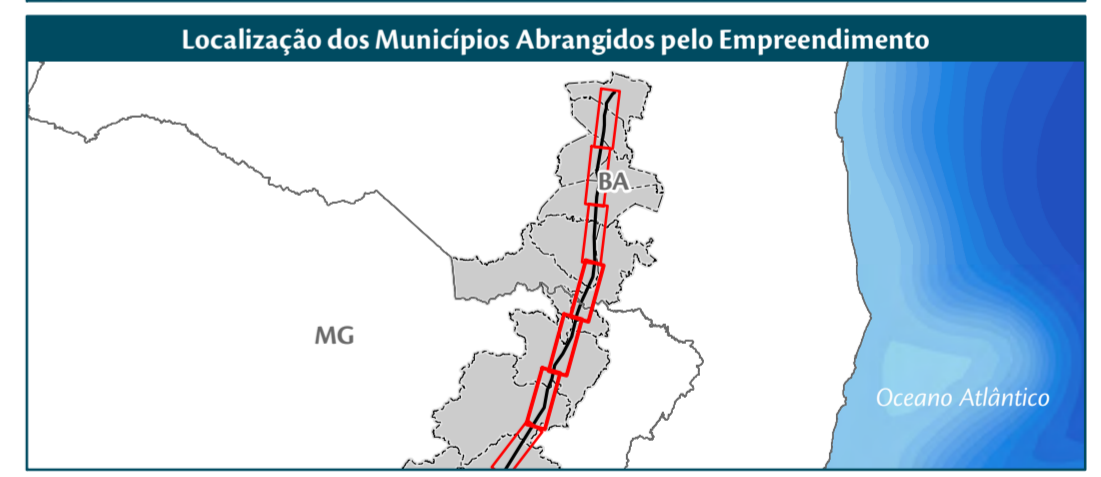 Localização dos Municípios Abrangidos pelo Empreendimento
BA
MG
Oceano Atlântico